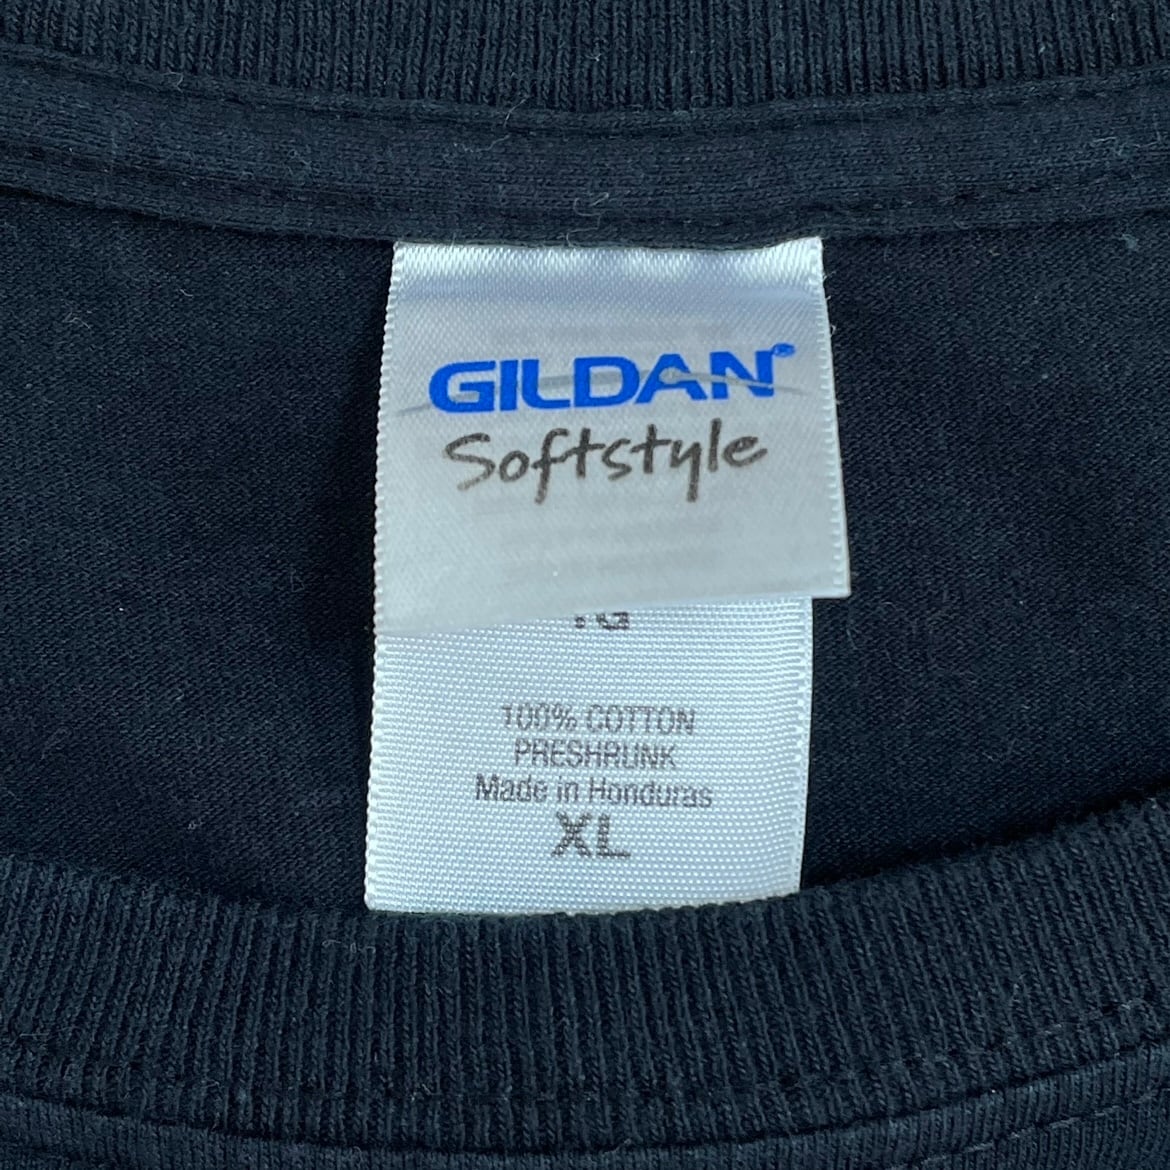 GILDAN®
Softstyle
100% COTTON
PRESHRUNK
Made in Honduras
XL